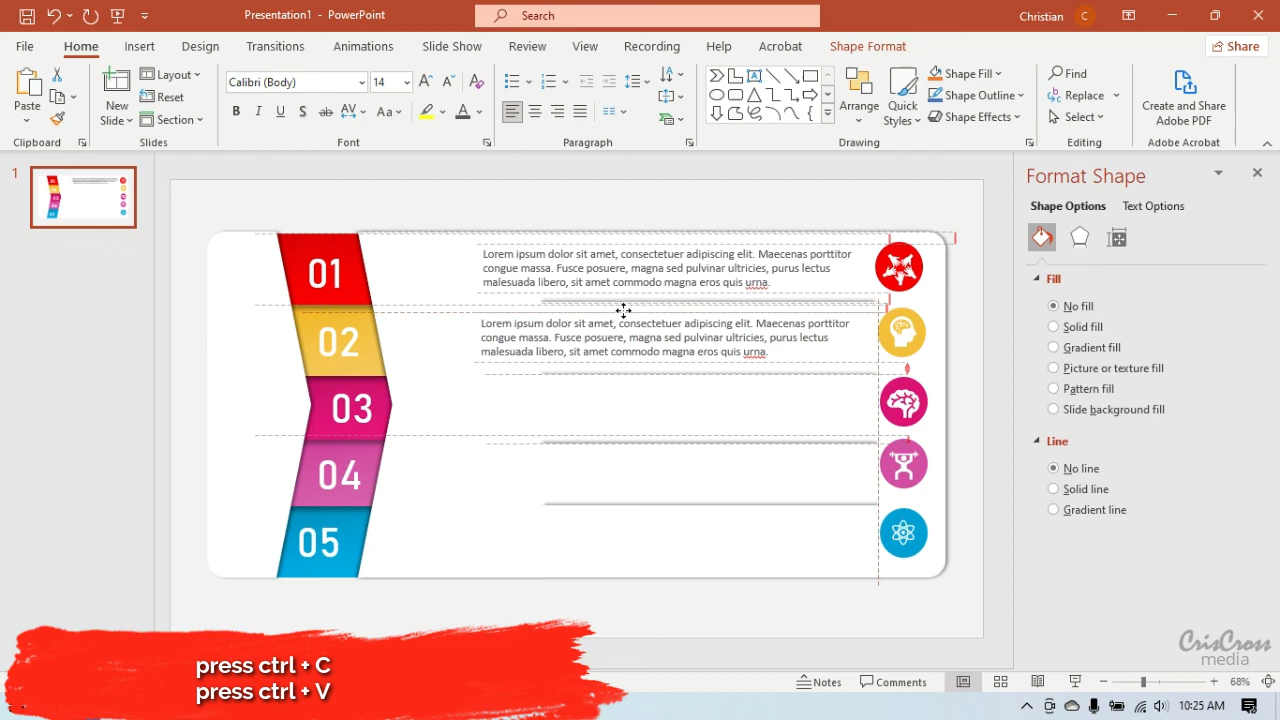 Presentation1 - PowerPoint
Search
Christian
C
File
Home
Insert
Design
Transitions
Animations
Slide Show
Review
View
Recording
Help
Acrobat
Shape Format
Share
Paste
Clipboard
New
Slide
Layout
Reset
Section
Slides
Calibri (Body)
14
B
I
U
S
ab
AV
Aa
A
Font
Paragraph
Arrange
Quick
Styles
Shape Fill
Shape Outline
Shape Effects
Drawing
Find
Replace
Select
Editing
Create and Share
Adobe PDF
Adobe Acrobat
1
01
02
03
04
05
Lorem ipsum dolor sit amet, consectetuer adipiscing elit. Maecenas porttitor
congue massa. Fusce posuere, magna sed pulvinar ultricies, purus lectus
malesuada libero, sit amet commodo magna eros quis urna.
Lorem ipsum dolor sit amet, consectetuer adipiscing elit. Maecenas porttitor
congue massa. Fusce posuere, magna sed pulvinar ultricies, purus lectus
malesuada libero, sit amet commodo magna eros quis urna.
Format Shape
Shape Options
Text Options
Fill
No fill
Solid fill
Gradient fill
Picture or texture fill
Pattern fill
Slide background fill
Line
No line
Solid line
Gradient line
press ctrl + C
press ctrl + V
CrisCross
media
Notes
Comments
68%
10:25 AM